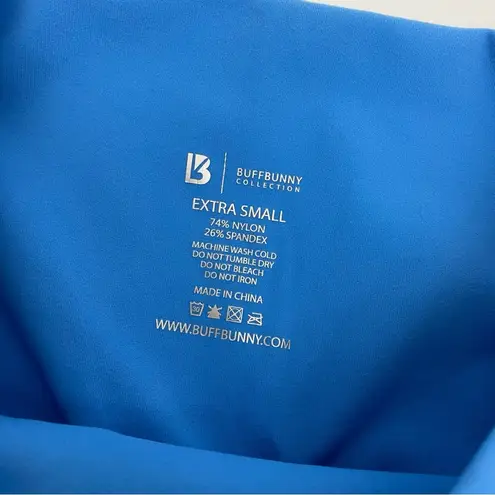 BUFFBUNNY
COLLECTION
EXTRA SMALL
74% NYLON
26% SPANDEX
MACHINE WASH COLD
DO NOT TUMBLE DRY
DO NOT BLEACH
DO NOT IRON
MADE IN CHINA
30
WWW.BUFFBUNNY.COM